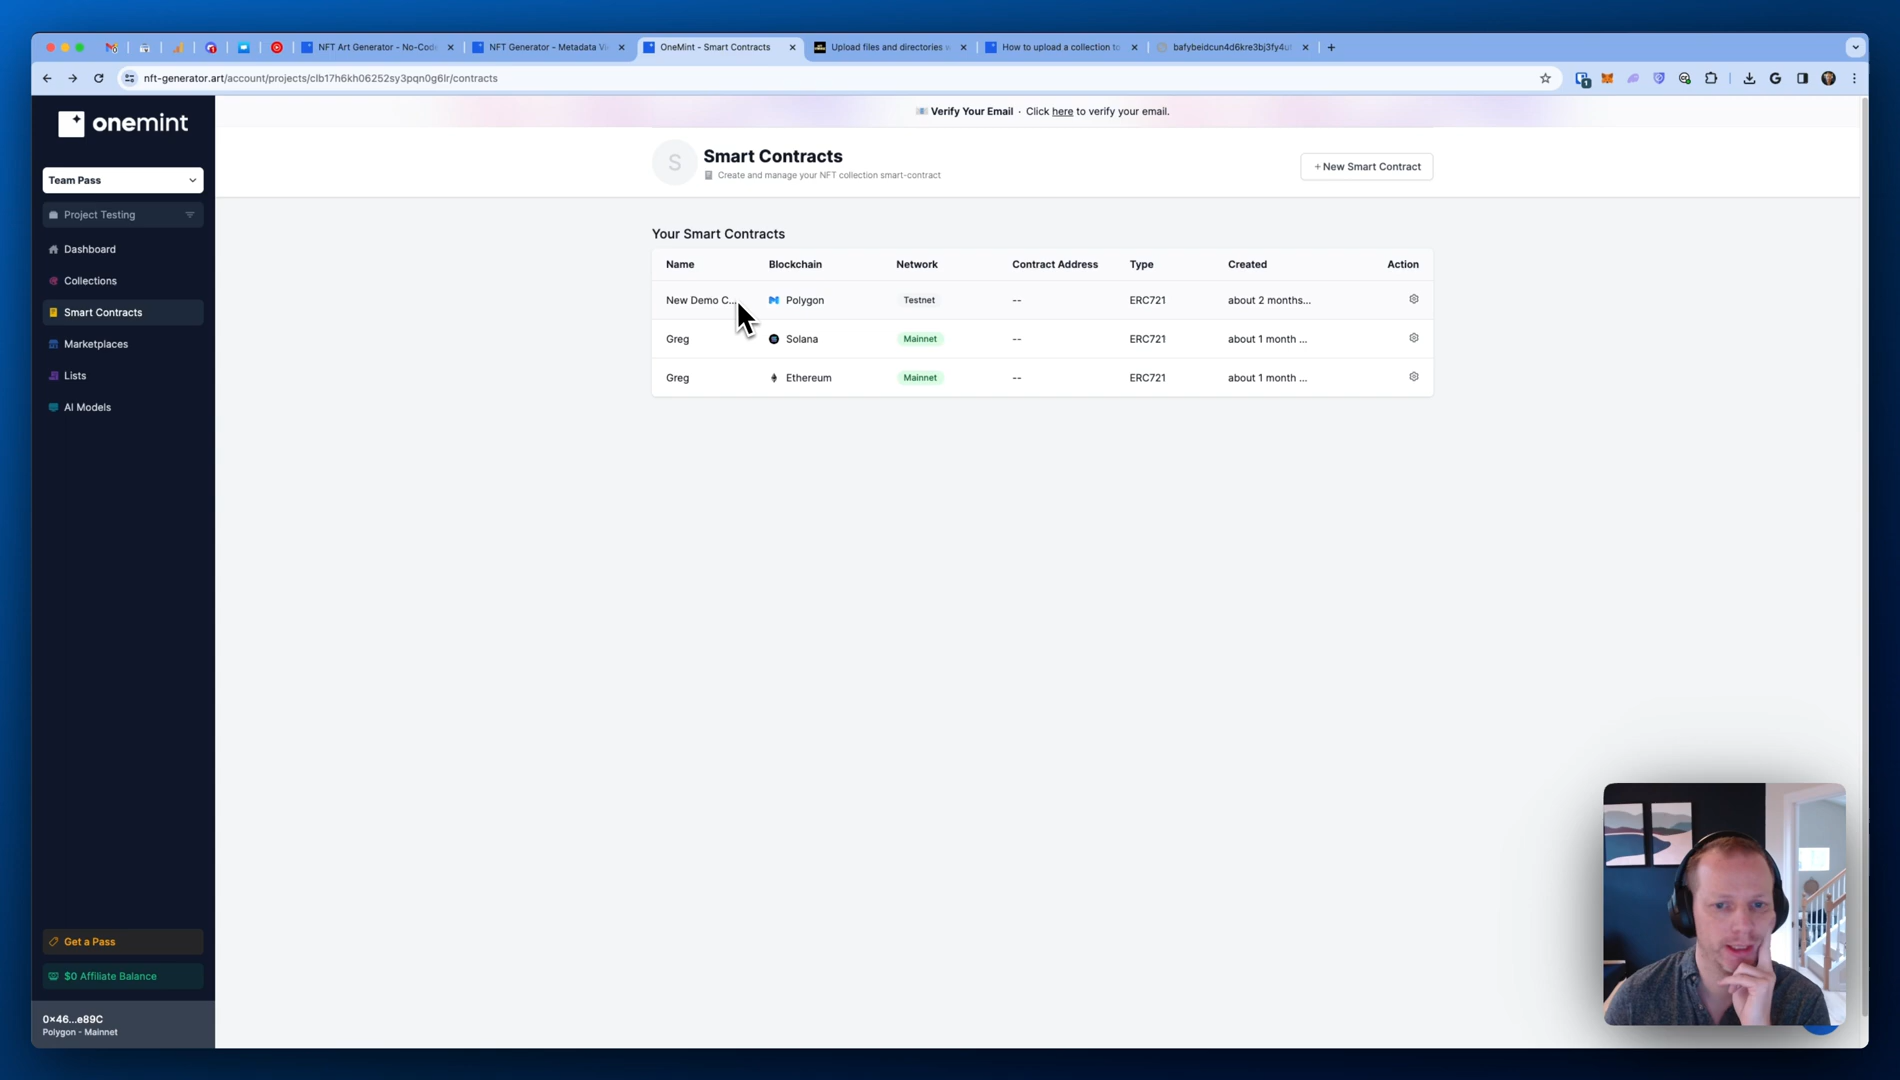 NFT Art Generator - No-Cod
NFT Generator - Metadata Vi
OneMint - Smart Contracts
Upload files and directories w
How to upload a collection to
bafybeidcun4d6kre3bj3fy4ut
nft-generator.art/account/projects/clb17h6kh06252sy3pqn0g6lr/contracts
onemint
Verify Your Email · Click here to verify your email.
Team Pass
Project Testing
Dashboard
Collections
Smart Contracts
Marketplaces
Lists
AI Models
S
Smart Contracts
Create and manage your NFT collection smart-contract
+ New Smart Contract
Your Smart Contracts
Name Blockchain Network Contract Address Type Created Action
New Demo C... Polygon Testnet -- ERC721 about 2 months...
Greg Solana Mainnet -- ERC721 about 1 month ...
Greg Ethereum Mainnet -- ERC721 about 1 month ...
Get a Pass
$0 Affiliate Balance
0x46...e89C
Polygon - Mainnet